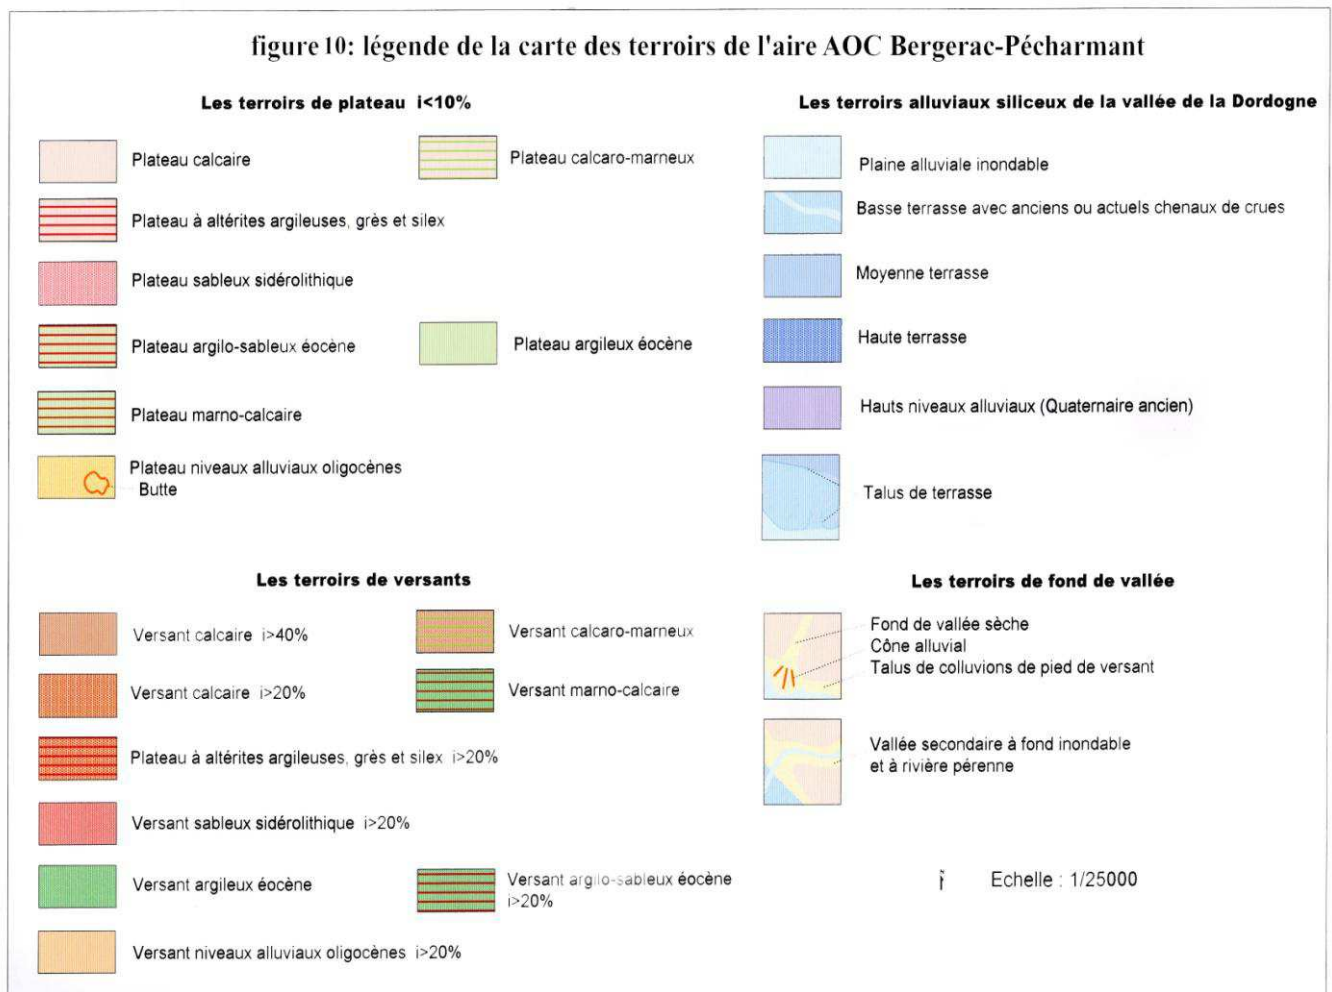 figure 10: légende de la carte des terroirs de l'aire AOC Bergerac-Pécharmant
Les terroirs de plateau i<10%
Plateau calcaire
Plateau calcaro-marneux
Plateau à altérites argileuses, grès et silex
Plateau sableux sidérolithique
Plateau argilo-sableux éocène
Plateau argileux éocène
Plateau marno-calcaire
Plateau niveaux alluviaux oligocènes
Butte
Les terroirs alluviaux siliceux de la vallée de la Dordogne
Plaine alluviale inondable
Basse terrasse avec anciens ou actuels chenaux de crues
Moyenne terrasse
Haute terrasse
Hauts niveaux alluviaux (Quaternaire ancien)
Talus de terrasse
Les terroirs de versants
Versant calcaire i>40%
Versant calcaro-marneux
Versant calcaire i>20%
Versant marno-calcaire
Plateau à altérites argileuses, grès et silex i>20%
Versant sableux sidérolithique i>20%
Versant argileux éocène
Versant argilo-sableux éocène
i>20%
Versant niveaux alluviaux oligocènes i>20%
Les terroirs de fond de vallée
Fond de vallée sèche
Cône alluvial
Talus de colluvions de pied de versant
Vallée secondaire à fond inondable
et à rivière pérenne
Echelle : 1/25000